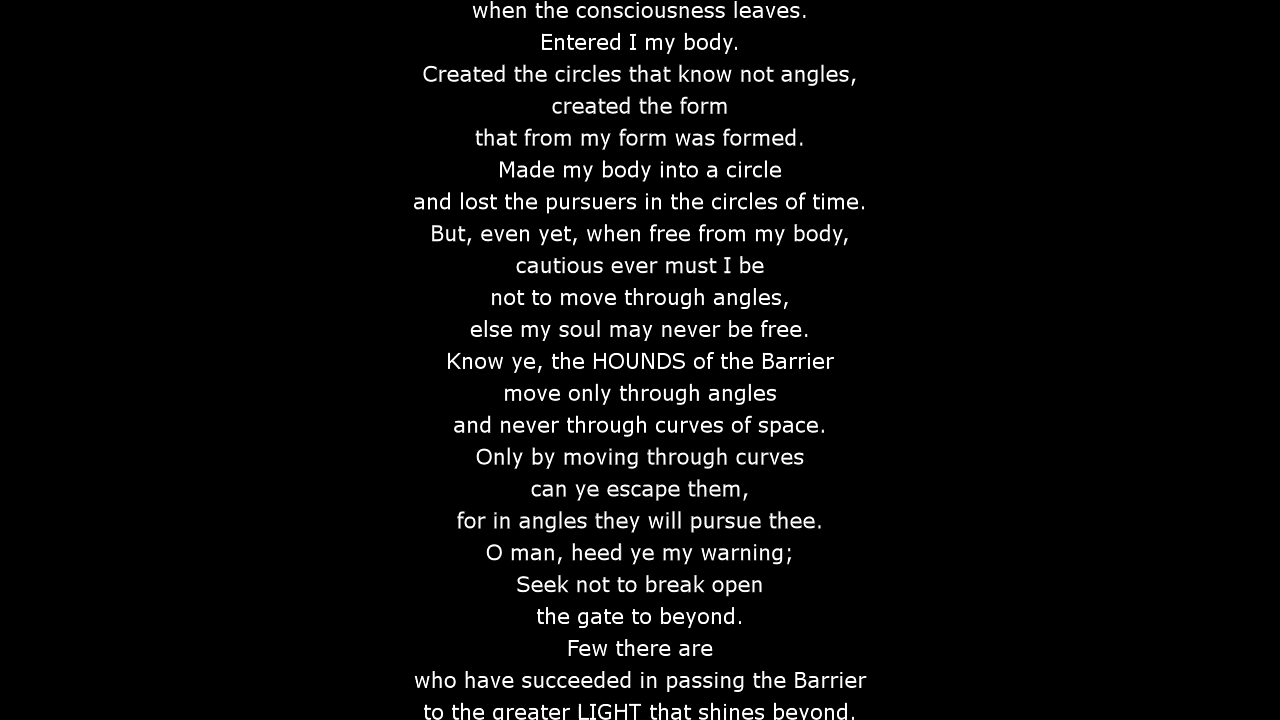 when the consciousness leaves.
Entered I my body.
Created the circles that know not angles,
created the form
that from my form was formed.
Made my body into a circle
and lost the pursuers in the circles of time.
But, even yet, when free from my body,
cautious ever must I be
not to move through angles,
else my soul may never be free.
Know ye, the HOUNDS of the Barrier
move only through angles
and never through curves of space.
Only by moving through curves
can ye escape them,
for in angles they will pursue thee.
O man, heed ye my warning;
Seek not to break open
the gate to beyond.
Few there are
who have succeeded in passing the Barrier
to the greater LIGHT that shines beyond.